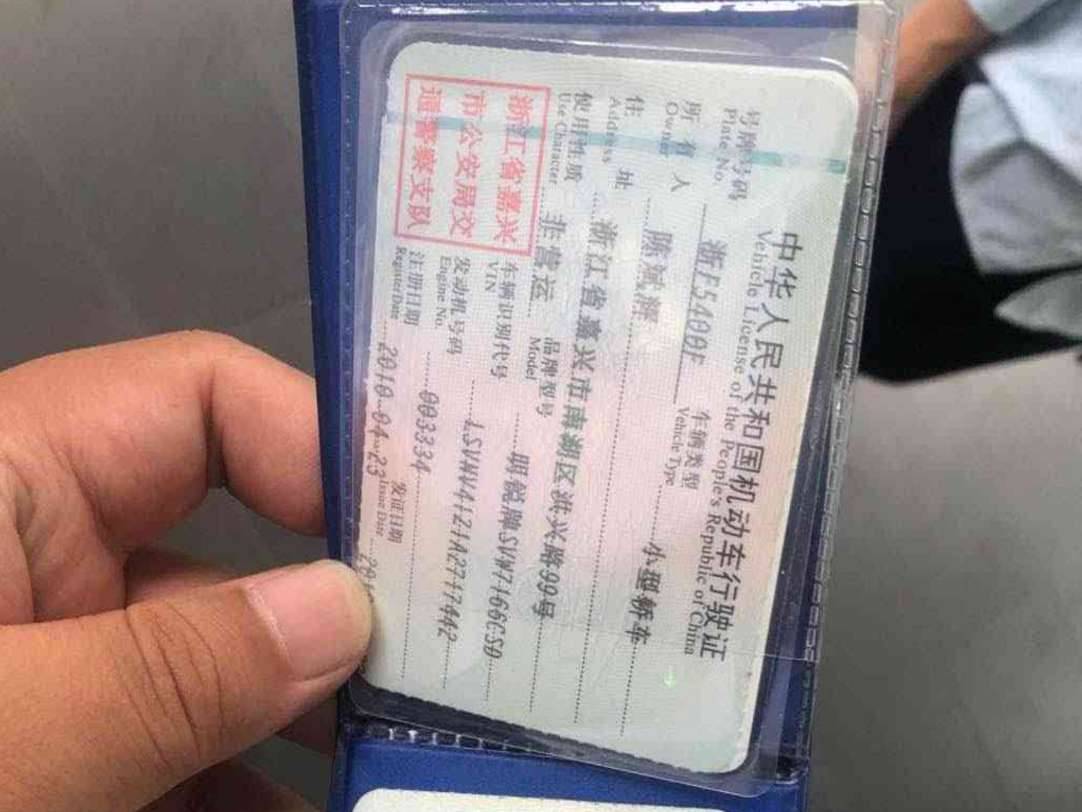 中华人民共和国机动车行驶证
Vehicle License of the People's Republic of China
号牌号码 浙F5400F 车辆类型 小型轿车
Plate No. Vehicle Type
所有人 滕斌辉
Owner
住址 浙江省嘉兴市南湖区洪兴路99号
Address
使用性质 非营运 品牌型号 明锐牌SVW7166CSD
Use Character Model
浙江省嘉兴
市公安局交
通警察支队
车辆识别代号
VIN
发动机号码 003334
Engine No.
注册日期 2010-04-23 发证日期
Register Date Issue Date